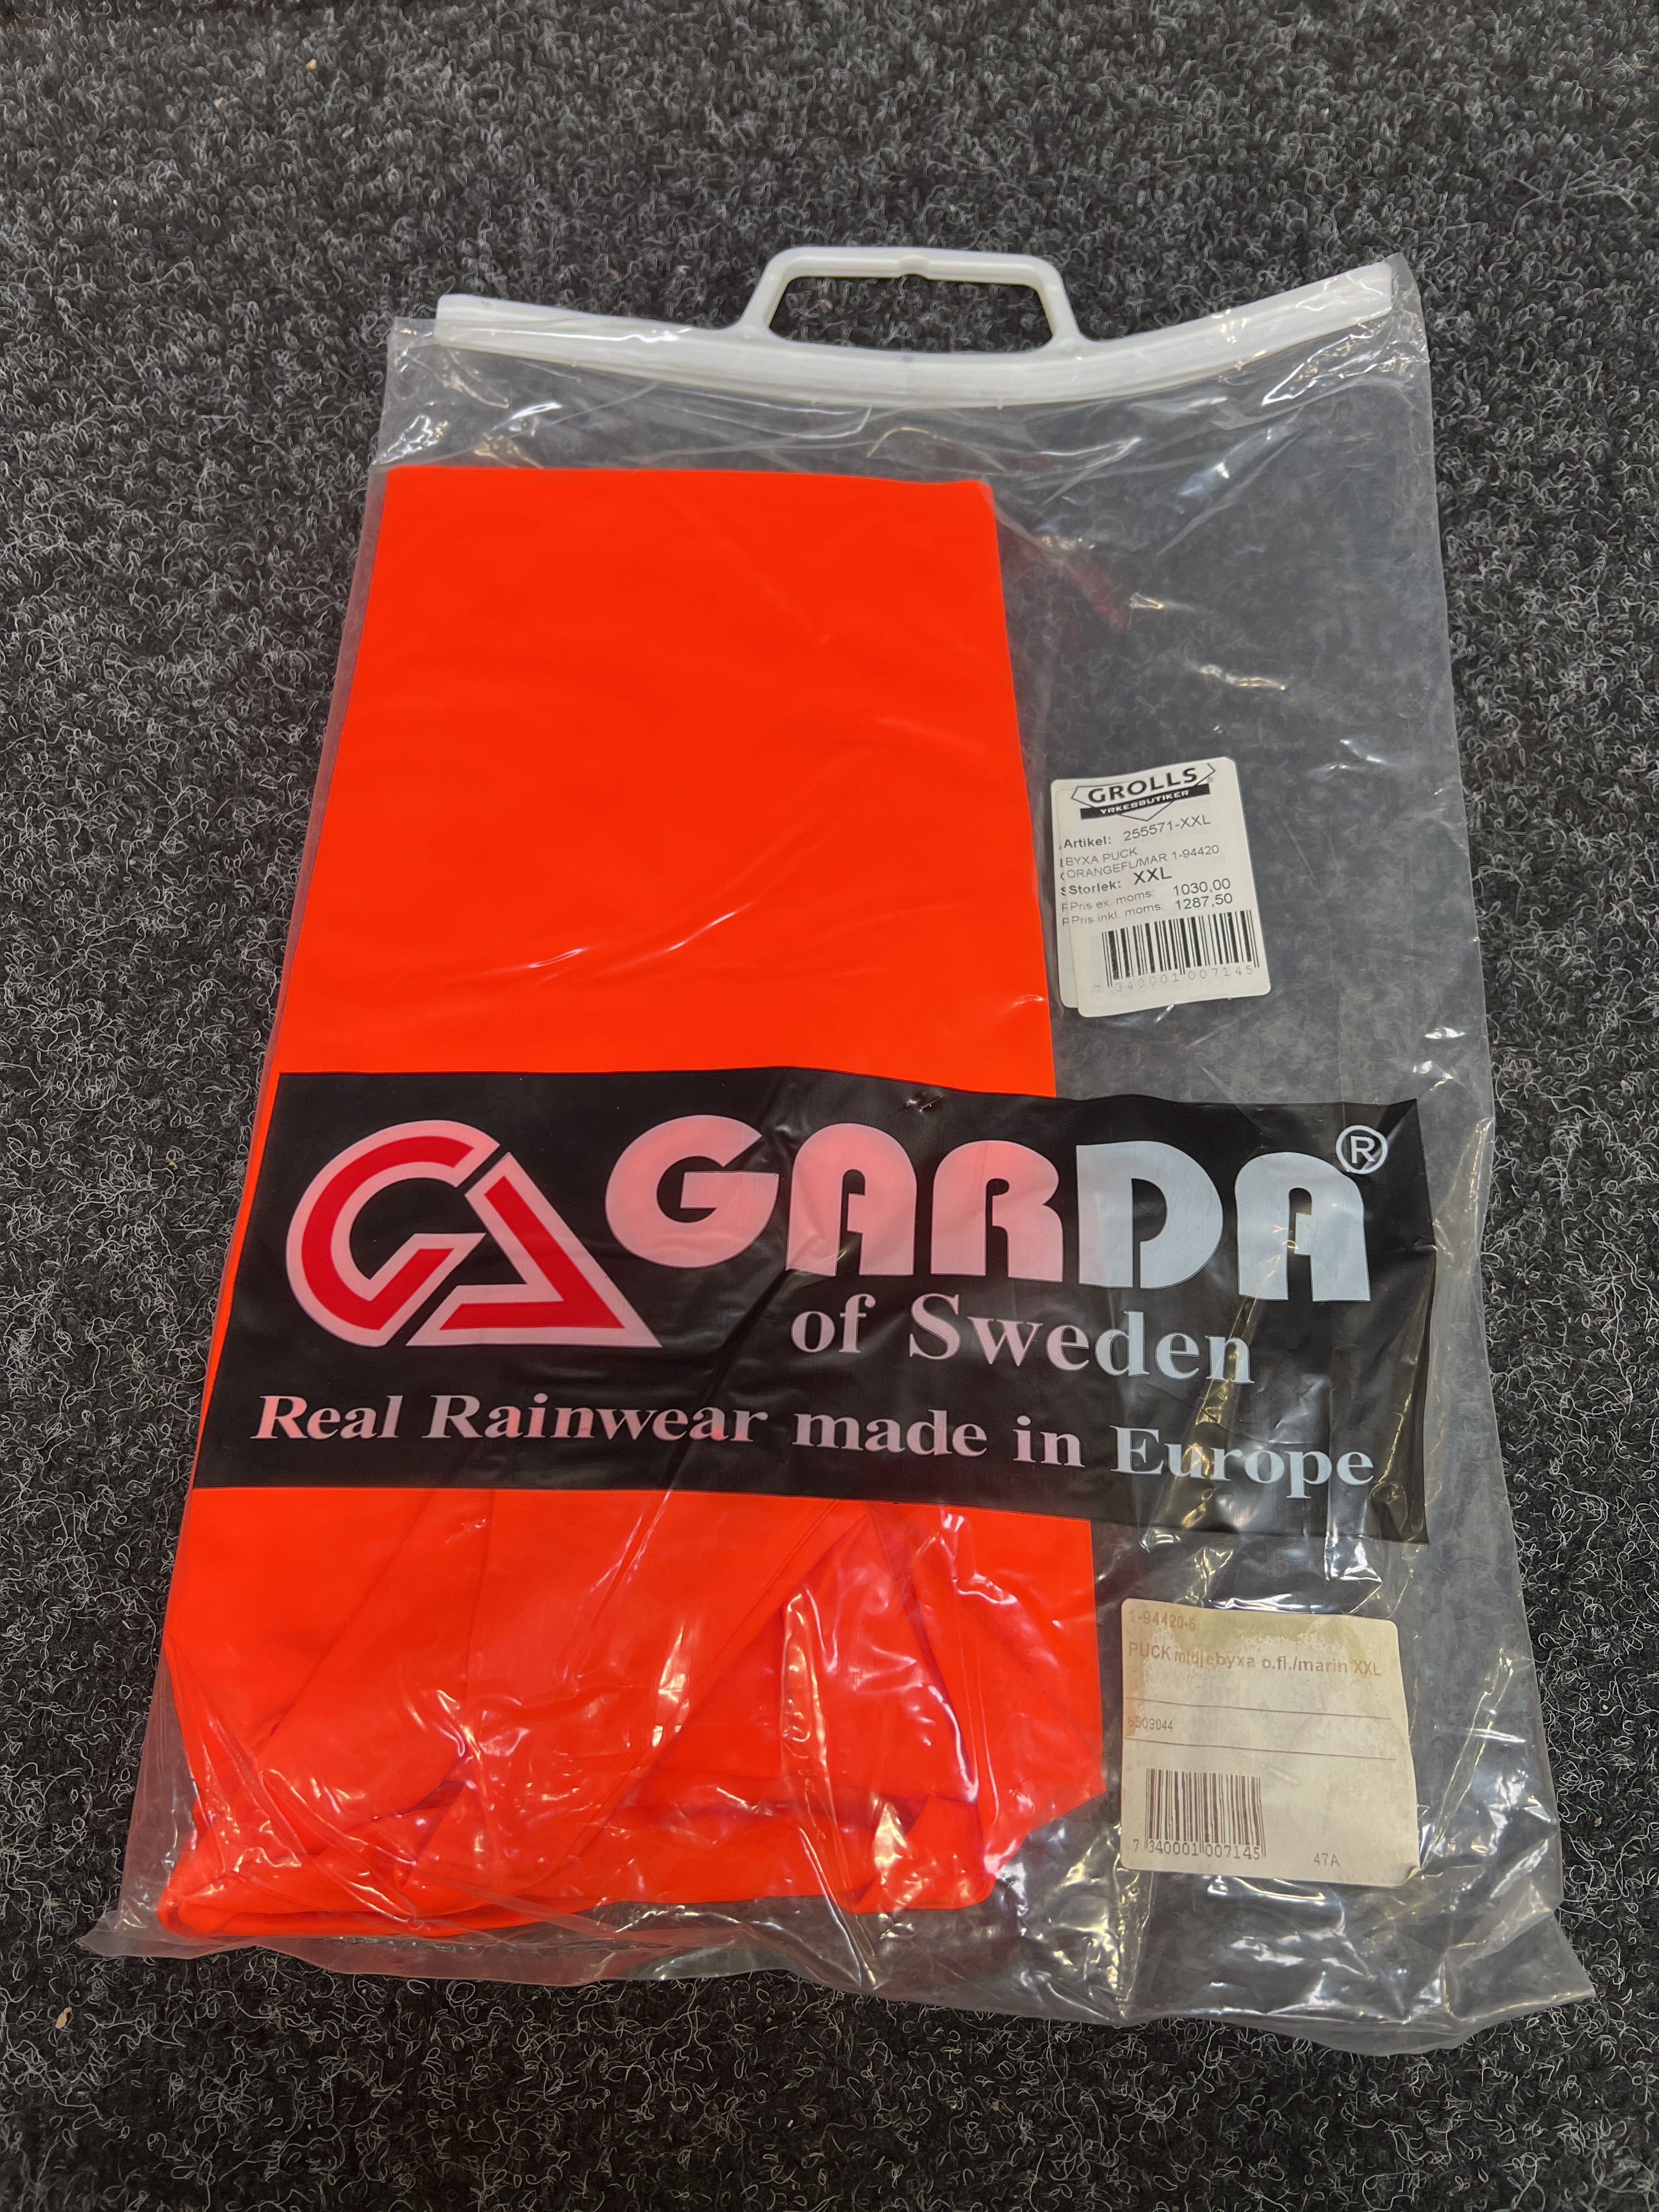 GROLLS®
YRKESBUTIKER
Artikel: 255571-XXL
BYXA PUCK
ORANGEFL/MAR 1-94420
Storlek: XXL
Pris ex. moms: 1030,00
Pris inkl. moms: 1287,50
7 340001 007145
GARDA®
of Sweden
Real Rainwear made in Europe
1-94420-6
PUCK midjebyxa o.fl./marin XXL
6509044
7 340001 007145
47A